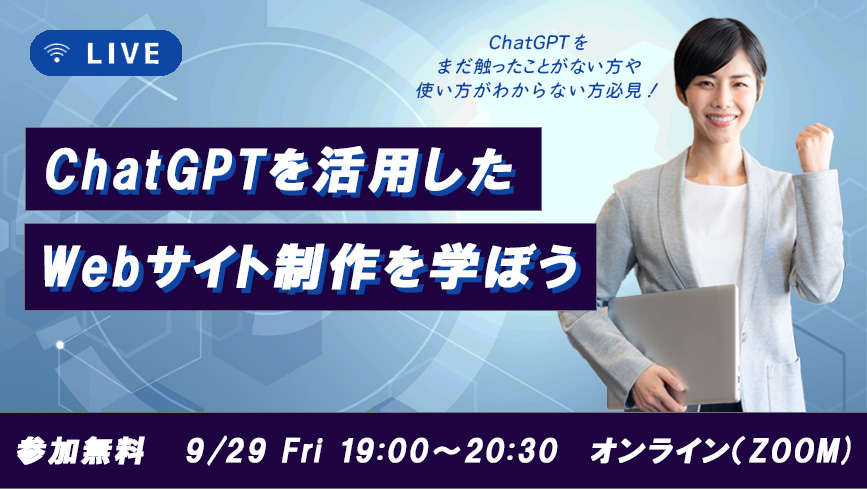 LIVE
ChatGPTを
まだ触ったことがない方や
使い方がわからない方必見！
ChatGPTを活用した
Webサイト制作を学ぼう
参加無料 9/29 Fri 19:00～20:30 オンライン（ZOOM）